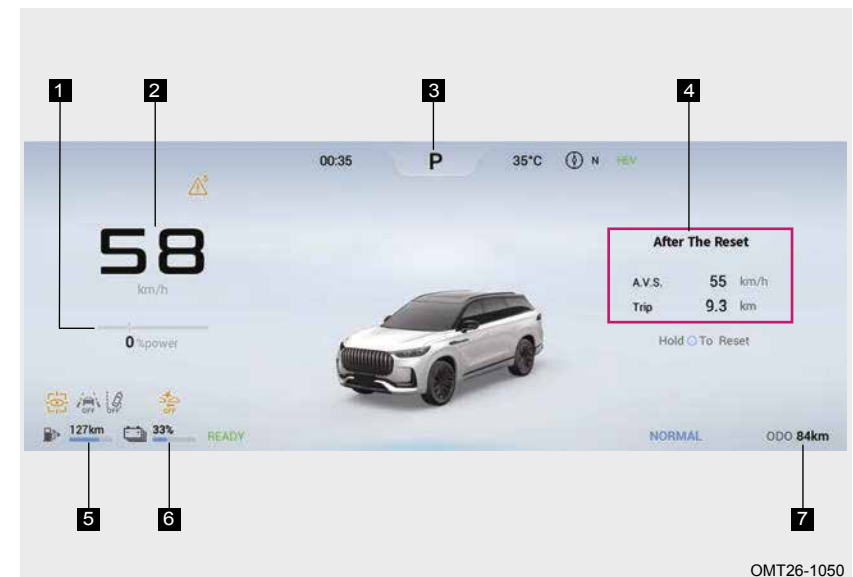 1 2 3 4
00:35 P 35°C N HEV
58
km/h
0 %power
After The Reset
A.V.S. 55 km/h
Trip 9.3 km
Hold To Reset
OFF OFF OFF
127km 33% READY
NORMAL ODO 84km
5 6 7
OMT26-1050